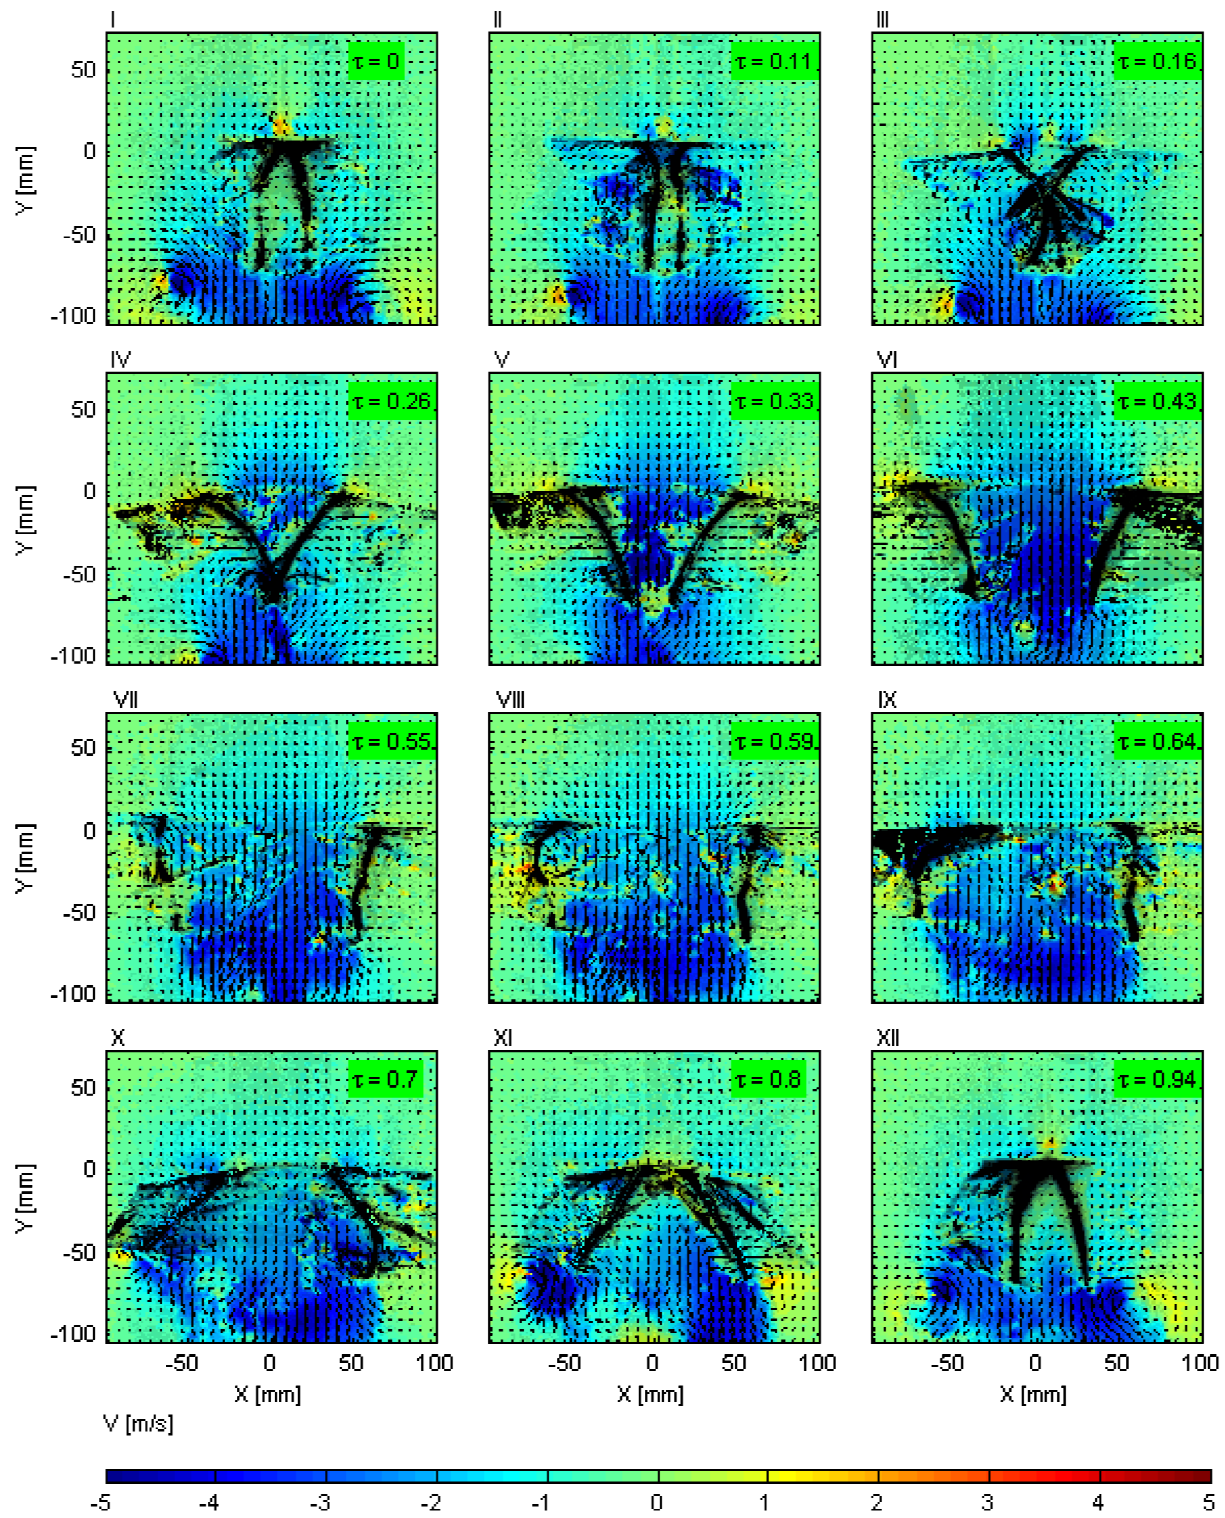 I II III
τ = 0 τ = 0.11 τ = 0.16
50
0
-50
-100
Y [mm]
IV V VI
τ = 0.26 τ = 0.33 τ = 0.43
50
0
-50
-100
Y [mm]
VII VIII IX
τ = 0.55 τ = 0.59 τ = 0.64
50
0
-50
-100
Y [mm]
X XI XII
τ = 0.7 τ = 0.8 τ = 0.94
50
0
-50
-100
Y [mm]
-50 0 50 100 -50 0 50 100 -50 0 50 100
X [mm] X [mm] X [mm]
V [m/s]
-5 -4 -3 -2 -1 0 1 2 3 4 5